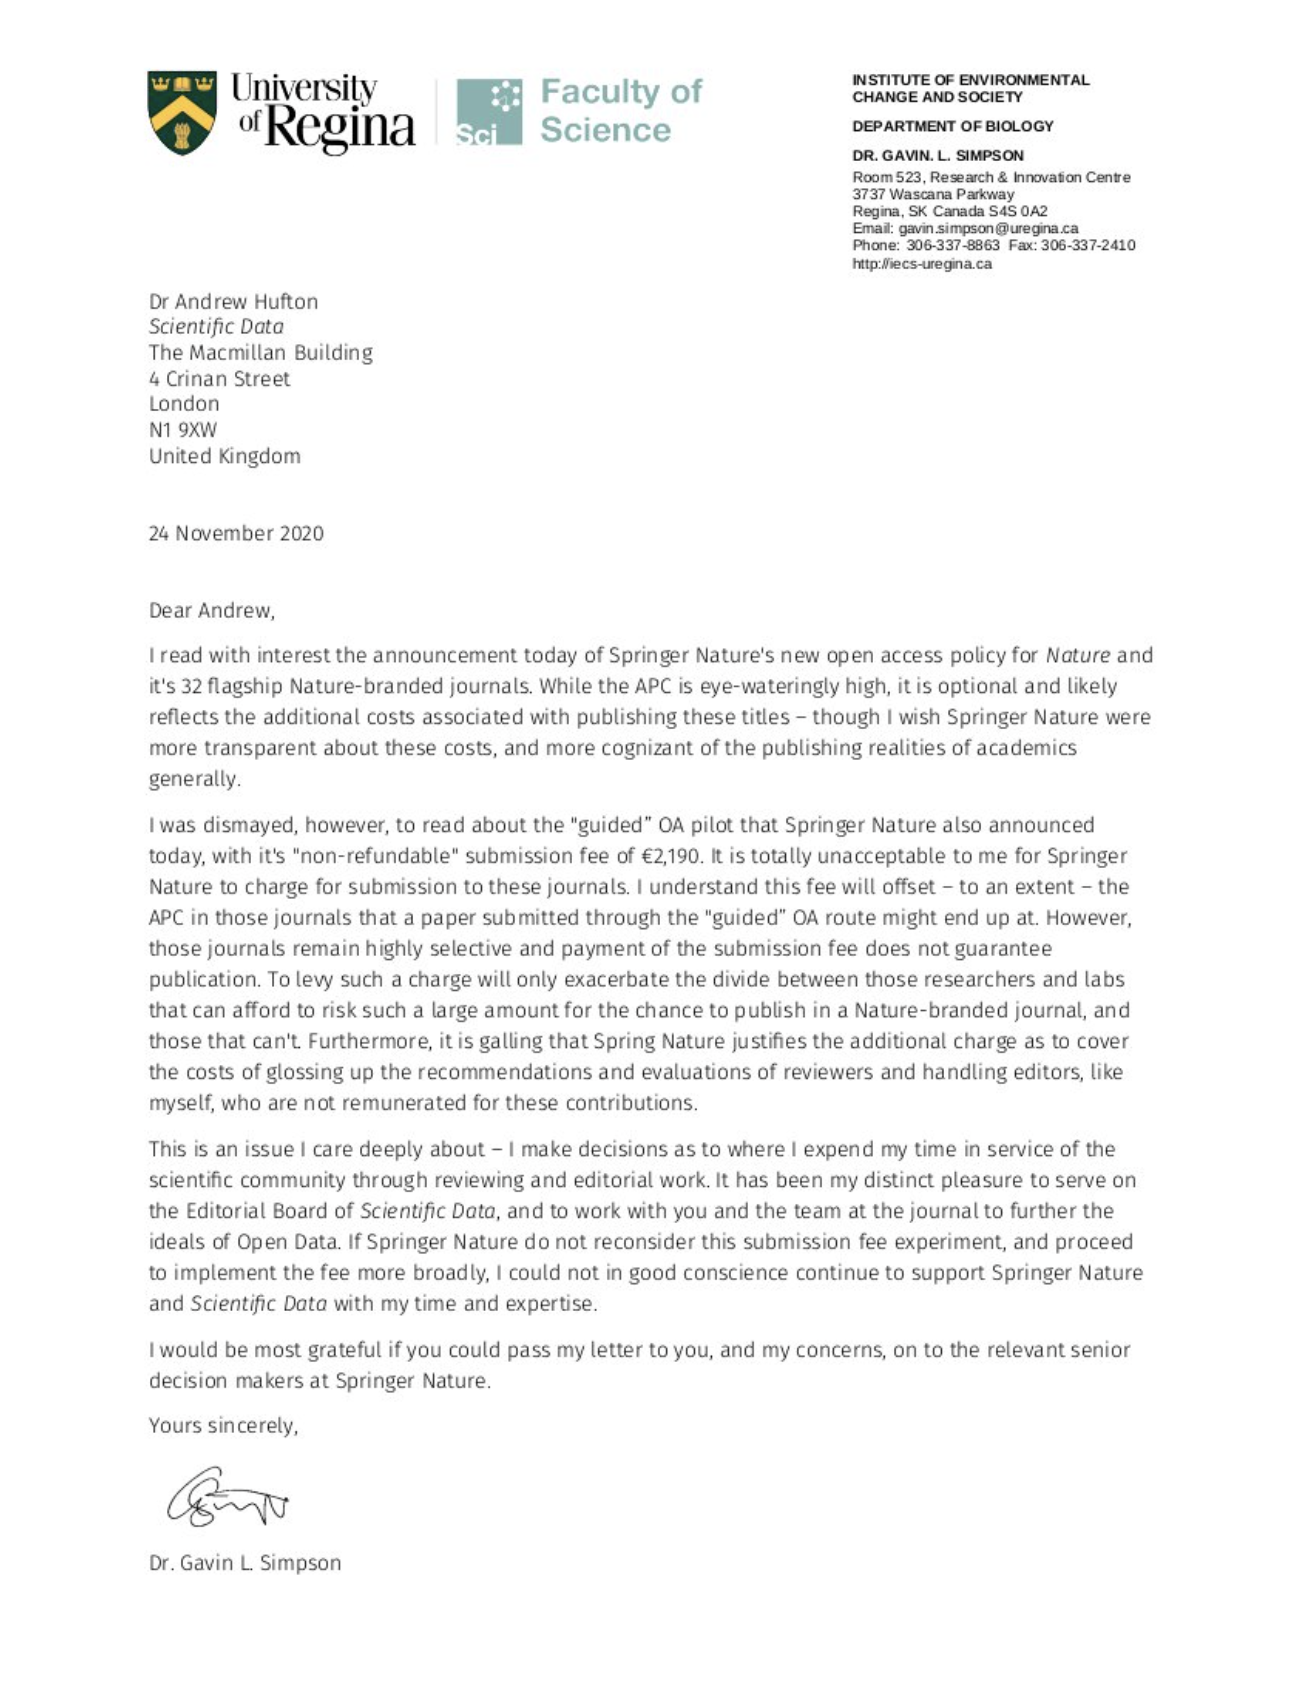 University
of Regina
Sci
Faculty of
Science
INSTITUTE OF ENVIRONMENTAL
CHANGE AND SOCIETY
DEPARTMENT OF BIOLOGY
DR. GAVIN. L. SIMPSON
Room 523, Research & Innovation Centre
3737 Wascana Parkway
Regina, SK Canada S4S 0A2
Email: gavin.simpson@uregina.ca
Phone: 306-337-8863 Fax: 306-337-2410
http://iecs-uregina.ca
Dr Andrew Hufton
Scientific Data
The Macmillan Building
4 Crinan Street
London
N1 9XW
United Kingdom
24 November 2020
Dear Andrew,
I read with interest the announcement today of Springer Nature's new open access policy for Nature and
it's 32 flagship Nature-branded journals. While the APC is eye-wateringly high, it is optional and likely
reflects the additional costs associated with publishing these titles – though I wish Springer Nature were
more transparent about these costs, and more cognizant of the publishing realities of academics
generally.
I was dismayed, however, to read about the "guided” OA pilot that Springer Nature also announced
today, with it's "non-refundable" submission fee of €2,190. It is totally unacceptable to me for Springer
Nature to charge for submission to these journals. I understand this fee will offset – to an extent – the
APC in those journals that a paper submitted through the "guided” OA route might end up at. However,
those journals remain highly selective and payment of the submission fee does not guarantee
publication. To levy such a charge will only exacerbate the divide between those researchers and labs
that can afford to risk such a large amount for the chance to publish in a Nature-branded journal, and
those that can't. Furthermore, it is galling that Spring Nature justifies the additional charge as to cover
the costs of glossing up the recommendations and evaluations of reviewers and handling editors, like
myself, who are not remunerated for these contributions.
This is an issue I care deeply about – I make decisions as to where I expend my time in service of the
scientific community through reviewing and editorial work. It has been my distinct pleasure to serve on
the Editorial Board of Scientific Data, and to work with you and the team at the journal to further the
ideals of Open Data. If Springer Nature do not reconsider this submission fee experiment, and proceed
to implement the fee more broadly, I could not in good conscience continue to support Springer Nature
and Scientific Data with my time and expertise.
I would be most grateful if you could pass my letter to you, and my concerns, on to the relevant senior
decision makers at Springer Nature.
Yours sincerely,
Dr. Gavin L. Simpson